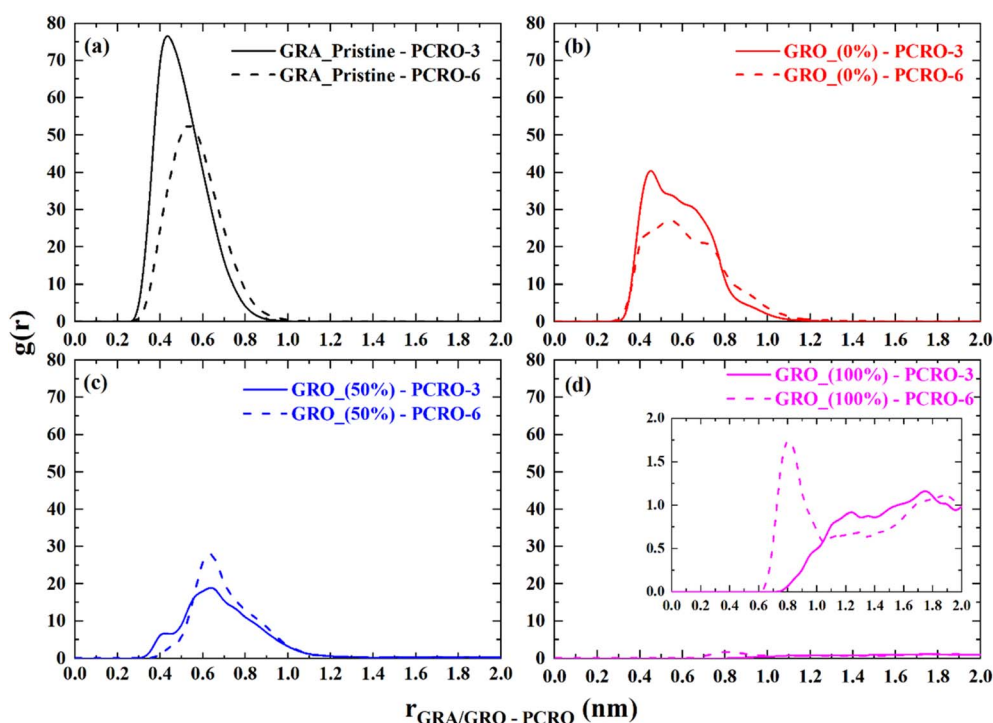 (a)
GRA_Pristine - PCRO-3
GRA_Pristine - PCRO-6
80
70
60
50
40
30
20
10
0
0.0 0.2 0.4 0.6 0.8 1.0 1.2 1.4 1.6 1.8 2.0
(b)
GRO_(0%) - PCRO-3
GRO_(0%) - PCRO-6
80
70
60
50
40
30
20
10
0
0.0 0.2 0.4 0.6 0.8 1.0 1.2 1.4 1.6 1.8 2.0
g(r)
(c)
GRO_(50%) - PCRO-3
GRO_(50%) - PCRO-6
80
70
60
50
40
30
20
10
0
0.0 0.2 0.4 0.6 0.8 1.0 1.2 1.4 1.6 1.8 2.0
(d)
GRO_(100%) - PCRO-3
GRO_(100%) - PCRO-6
80
70
60
50
40
30
20
10
0
2.0
1.5
1.0
0.5
0.0
0.0 0.2 0.4 0.6 0.8 1.0 1.2 1.4 1.6 1.8 2.0
0.0 0.2 0.4 0.6 0.8 1.0 1.2 1.4 1.6 1.8 2.0
r GRA/GRO - PCRO (nm)